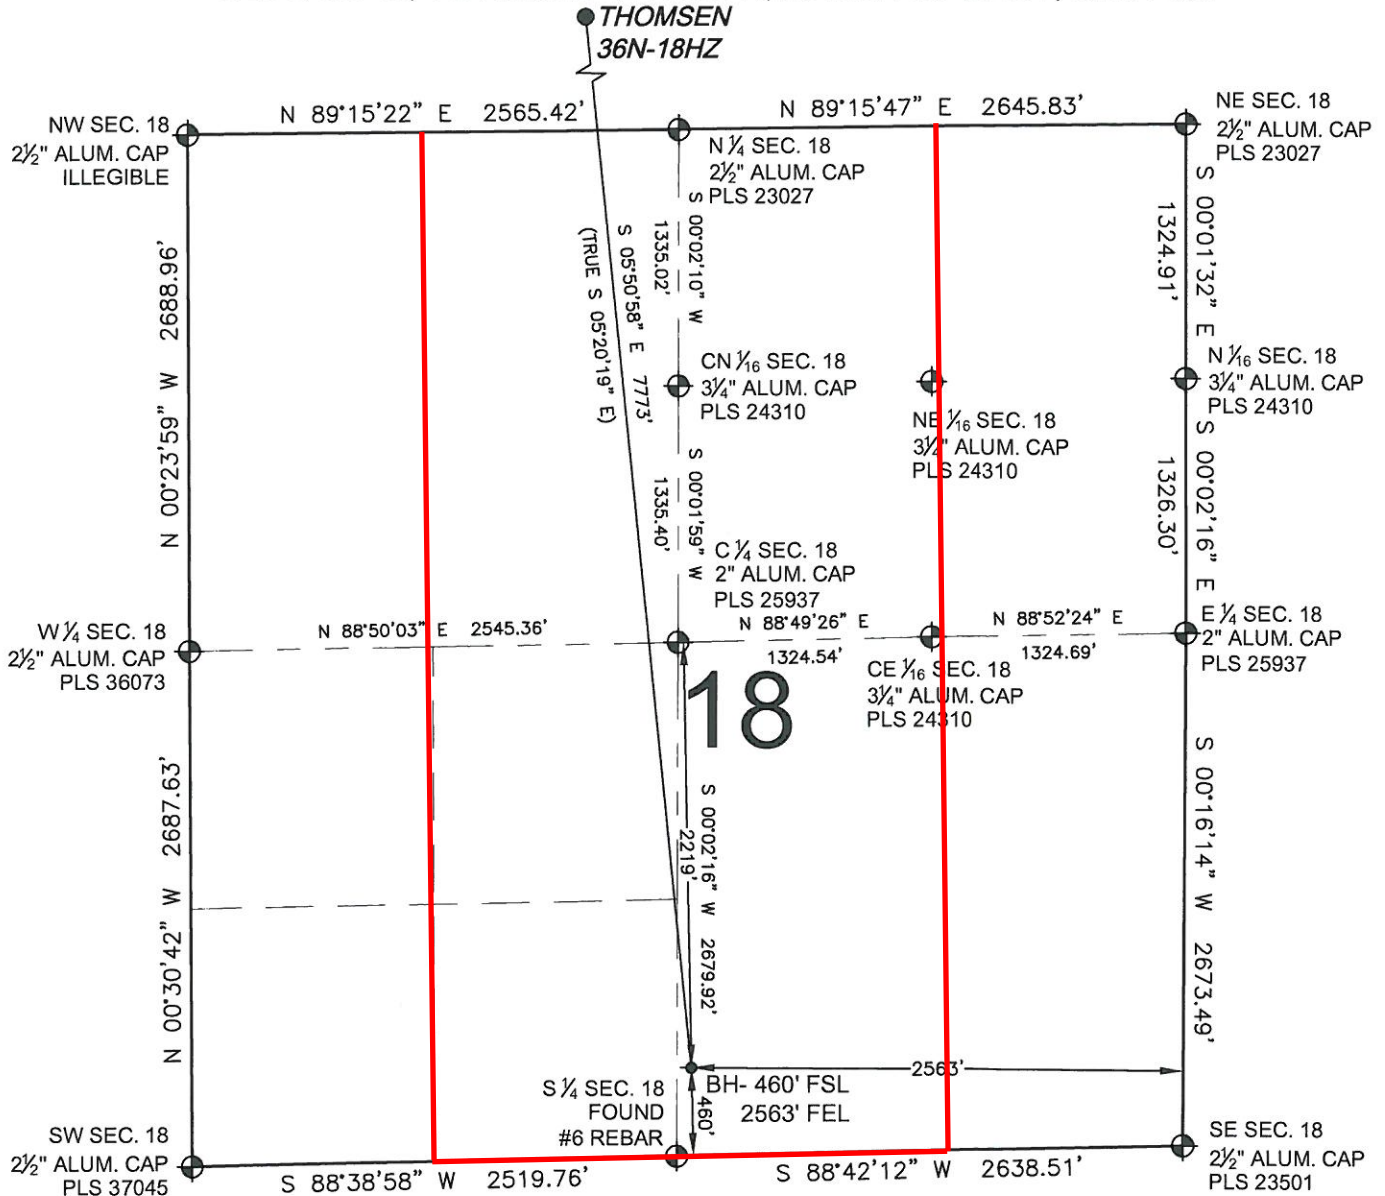 THOMSEN
36N-18HZ
N 89°15'22" E 2565.42'
N 89°15'47" E 2645.83'
NW SEC. 18
2½" ALUM. CAP
ILLEGIBLE
N ¼ SEC. 18
2½" ALUM. CAP
PLS 23027
NE SEC. 18
2½" ALUM. CAP
PLS 23027
N 00°23'59" W 2688.96'
S 05°50'58" E 7773'
(TRUE S 05°20'19" E)
S 00°02'10" W
1335.02'
S 00°01'32" E
1324.91'
CN 1⁄16 SEC. 18
3¼" ALUM. CAP
PLS 24310
NE 1⁄16 SEC. 18
3½" ALUM. CAP
PLS 24310
N 1⁄16 SEC. 18
3¼" ALUM. CAP
PLS 24310
S 00°01'59" W
1335.40'
S 00°02'16" E
1326.30'
C ¼ SEC. 18
2" ALUM. CAP
PLS 25937
W ¼ SEC. 18
2½" ALUM. CAP
PLS 36073
N 88°50'03" E 2545.36'
N 88°49'26" E
1324.54'
N 88°52'24" E
1324.69'
E ¼ SEC. 18
2" ALUM. CAP
PLS 25937
CE 1⁄16 SEC. 18
3¼" ALUM. CAP
PLS 24310
18
N 00°30'42" W 2687.63'
2219'
S 00°02'16" W 2679.92'
S 00°16'14" W 2673.49'
2563'
BH- 460' FSL
2563' FEL
460'
S ¼ SEC. 18
FOUND
#6 REBAR
SW SEC. 18
2½" ALUM. CAP
PLS 37045
S 88°38'58" W 2519.76'
S 88°42'12" W 2638.51'
SE SEC. 18
2½" ALUM. CAP
PLS 23501